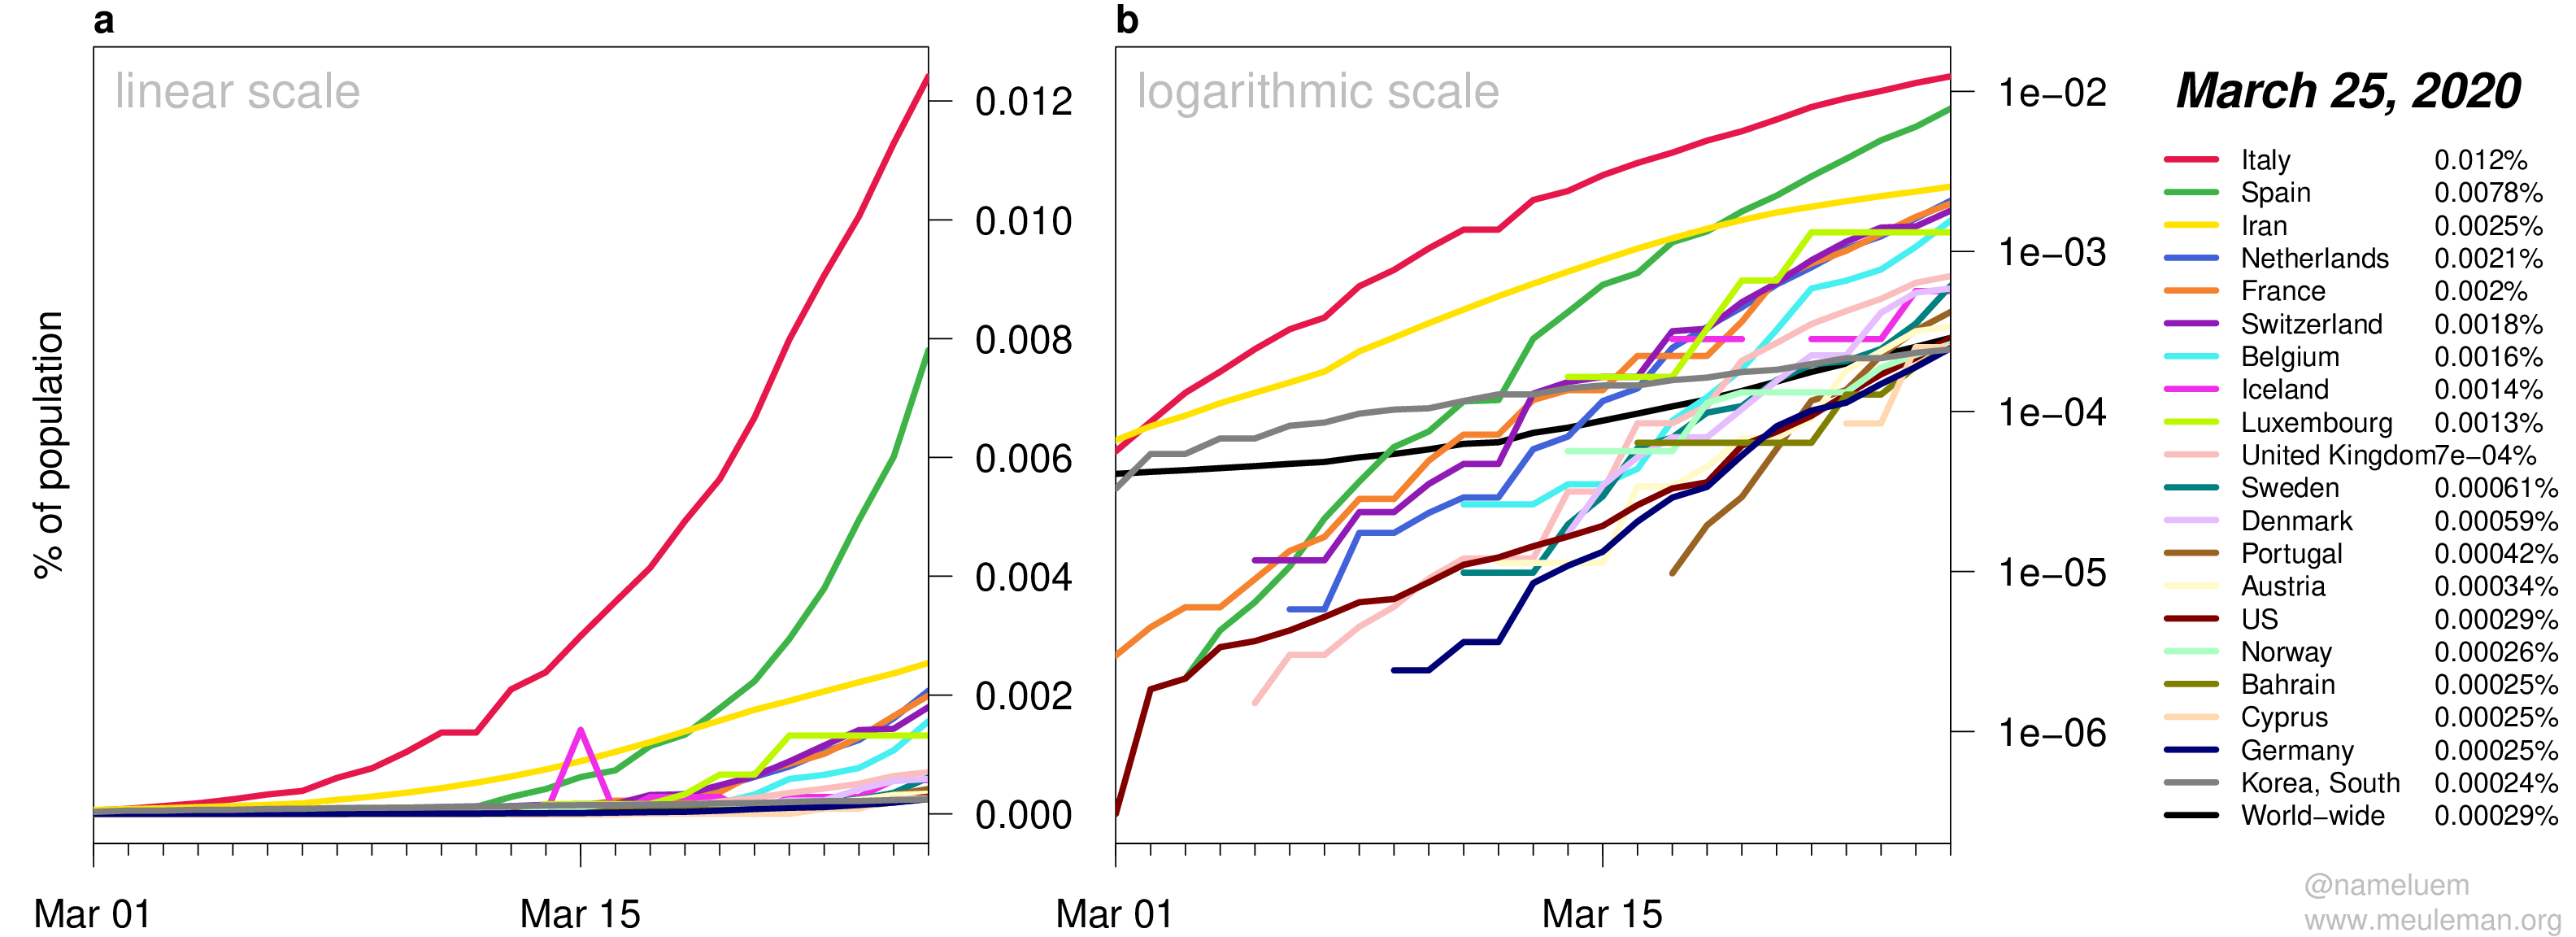 a
linear scale
% of population
0.012
0.010
0.008
0.006
0.004
0.002
0.000
Mar 01
Mar 15
b
logarithmic scale
1e−02
1e−03
1e−04
1e−05
1e−06
Mar 01
Mar 15
March 25, 2020
Italy 0.012%
Spain 0.0078%
Iran 0.0025%
Netherlands 0.0021%
France 0.002%
Switzerland 0.0018%
Belgium 0.0016%
Iceland 0.0014%
Luxembourg 0.0013%
United Kingdom7e−04%
Sweden 0.00061%
Denmark 0.00059%
Portugal 0.00042%
Austria 0.00034%
US 0.00029%
Norway 0.00026%
Bahrain 0.00025%
Cyprus 0.00025%
Germany 0.00025%
Korea, South 0.00024%
World−wide 0.00029%
@nameluem
www.meuleman.org